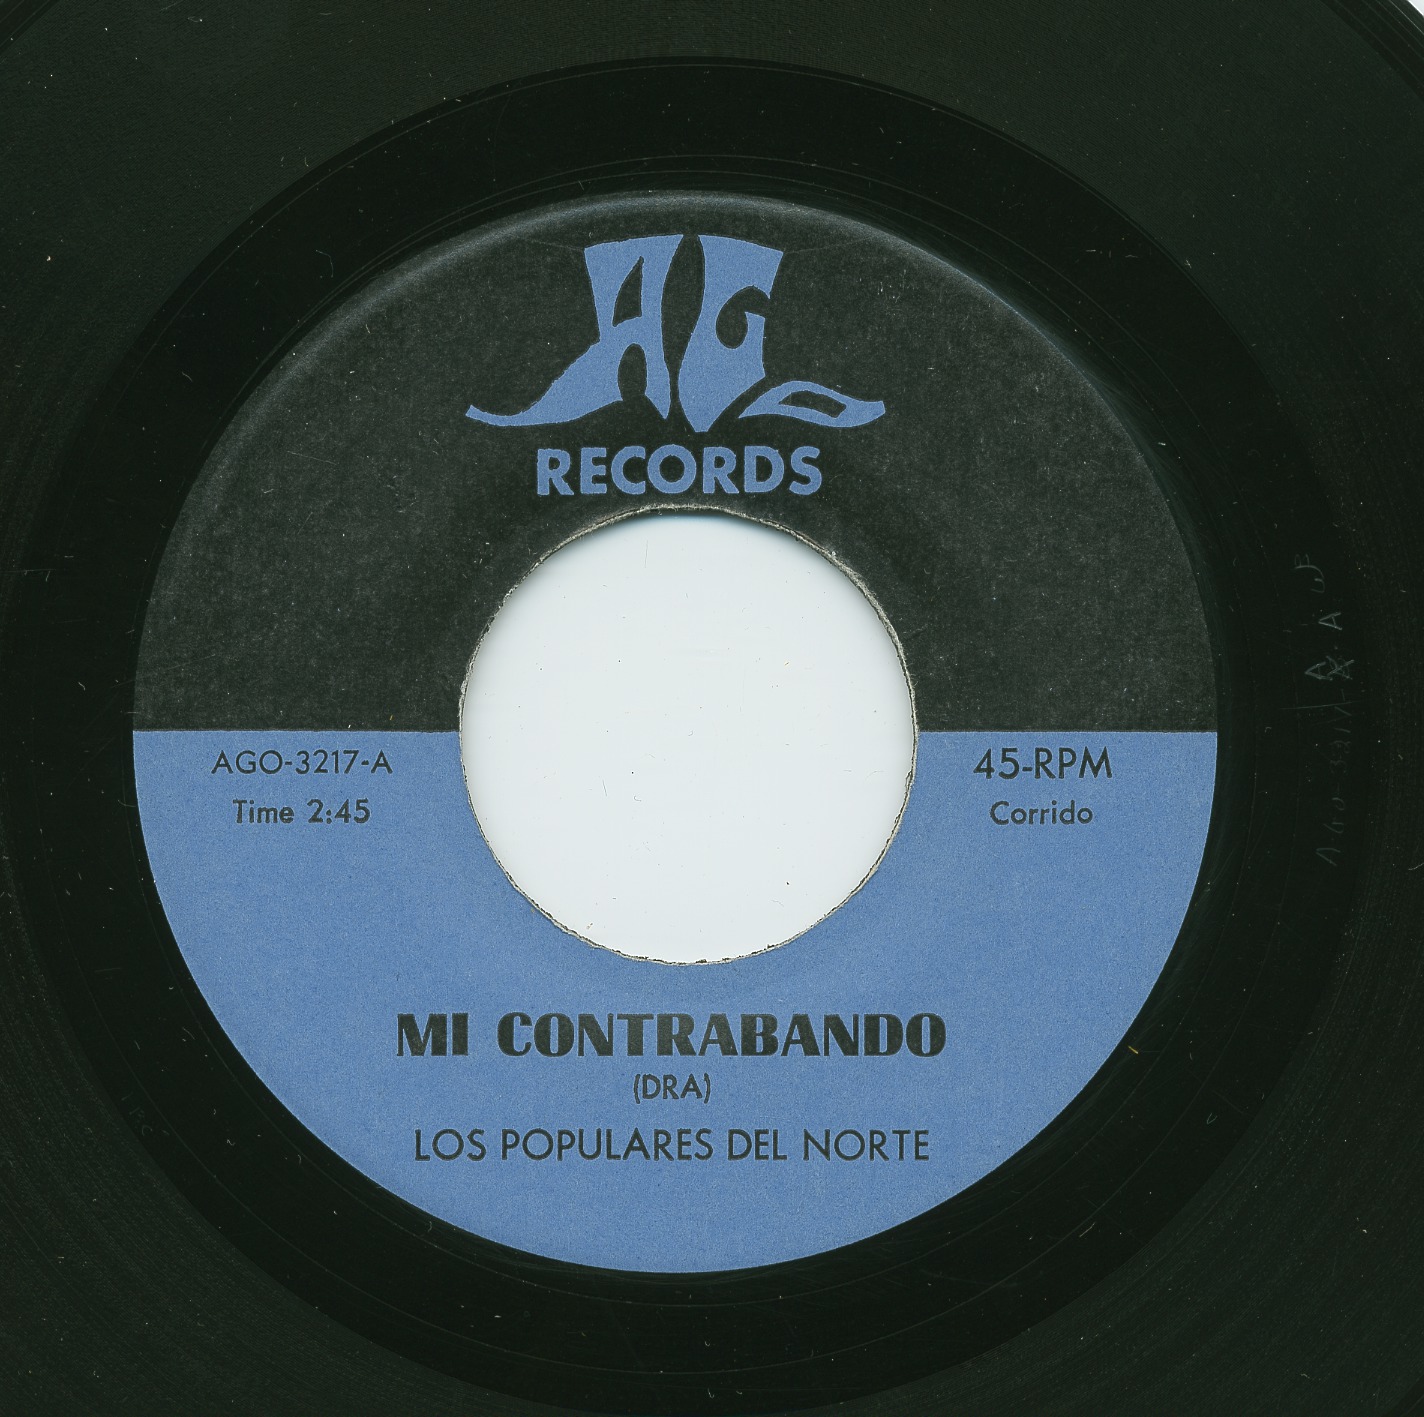 AGO
RECORDS
AGO-3217-A
Time 2:45
45-RPM
Corrido
MI CONTRABANDO
(DRA)
LOS POPULARES DEL NORTE